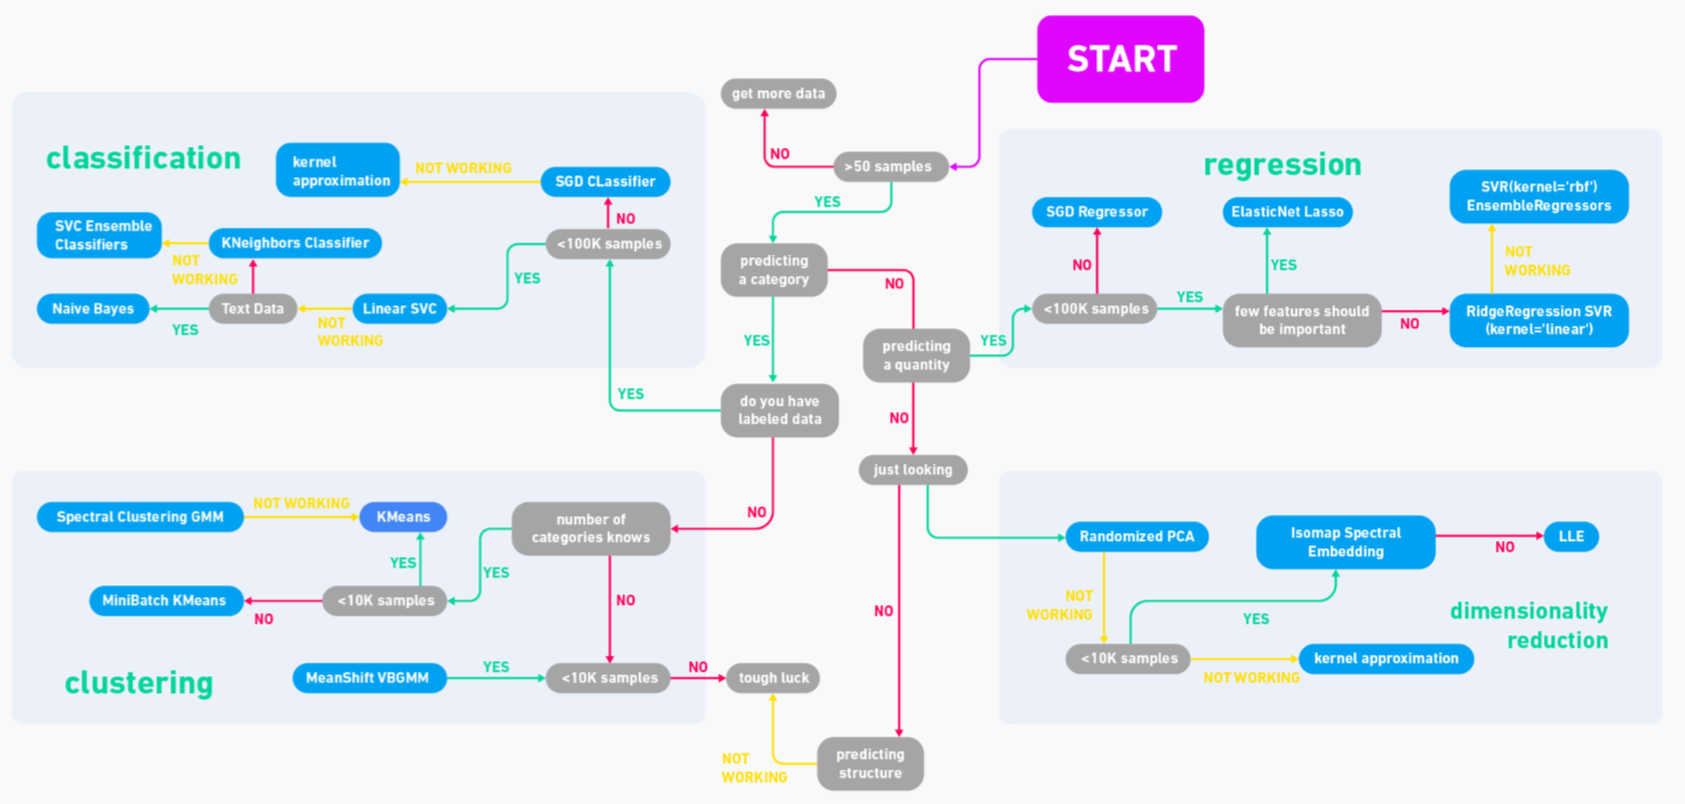 START
get more data
NO
>50 samples
YES
predicting
a category
NO
YES
predicting
a quantity
YES
NO
do you have
labeled data
YES
NO
just looking
NO
tough luck
NOT
WORKING
predicting
structure
classification
kernel
approximation
NOT WORKING
SGD CLassifier
NO
SVC Ensemble
Classifiers
KNeighbors Classifier
<100K samples
NOT
WORKING
YES
Naive Bayes
Text Data
Linear SVC
YES
NOT
WORKING
regression
SVR(kernel='rbf')
EnsembleRegressors
SGD Regressor
ElasticNet Lasso
NO
YES
NOT
WORKING
<100K samples
YES
few features should
be important
NO
RidgeRegression SVR
(kernel='linear')
Spectral Clustering GMM
NOT WORKING
KMeans
number of
categories knows
YES
YES
MiniBatch KMeans
NO
<10K samples
NO
clustering
MeanShift VBGMM
YES
<10K samples
NO
Randomized PCA
Isomap Spectral
Embedding
NO
LLE
NOT
WORKING
YES
dimensionality
reduction
<10K samples
NOT WORKING
kernel approximation